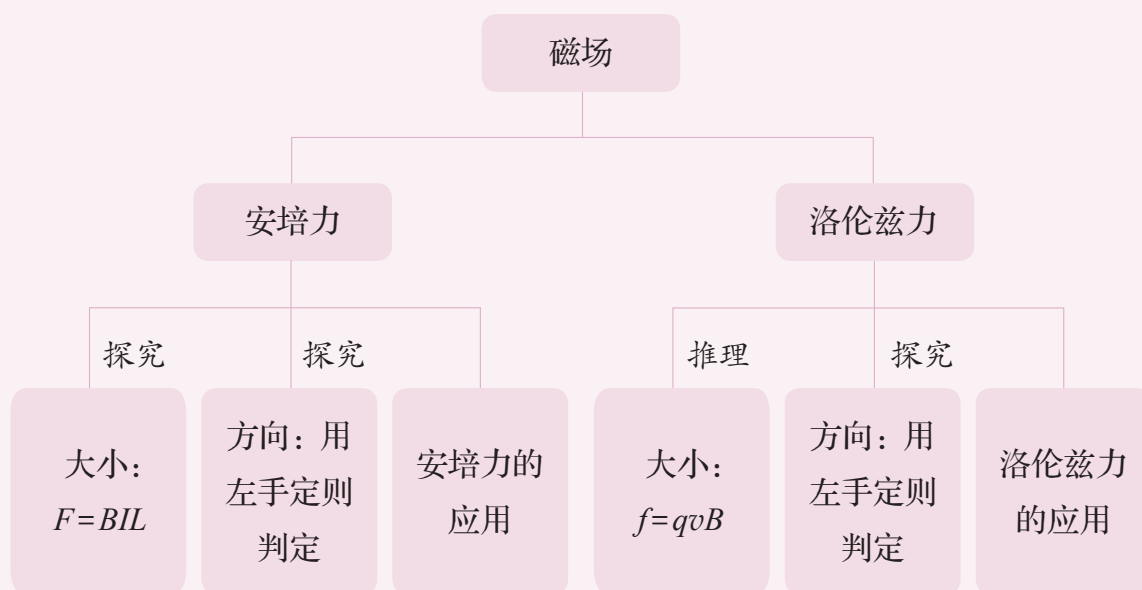 磁场
安培力
洛伦兹力
探究
探究
推理
探究
大小：
F=BIL
方向：用
左手定则
判定
安培力的
应用
大小：
f=qvB
方向：用
左手定则
判定
洛伦兹力
的应用